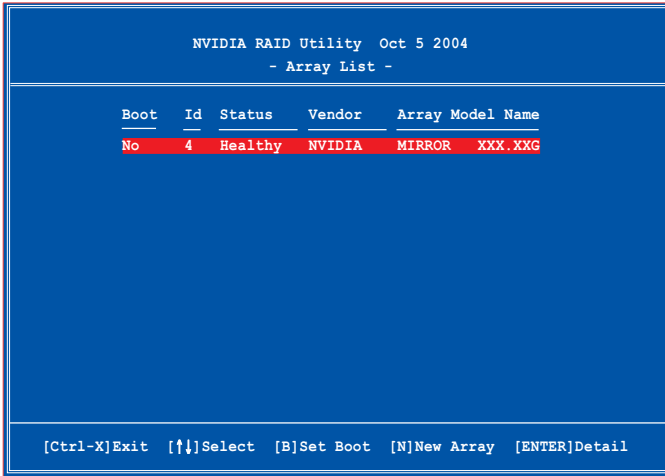 NVIDIA RAID Utility Oct 5 2004
- Array List -
Boot Id Status Vendor Array Model Name
No 4 Healthy NVIDIA MIRROR XXX.XXG
[Ctrl-X]Exit [↑↓]Select [B]Set Boot [N]New Array [ENTER]Detail